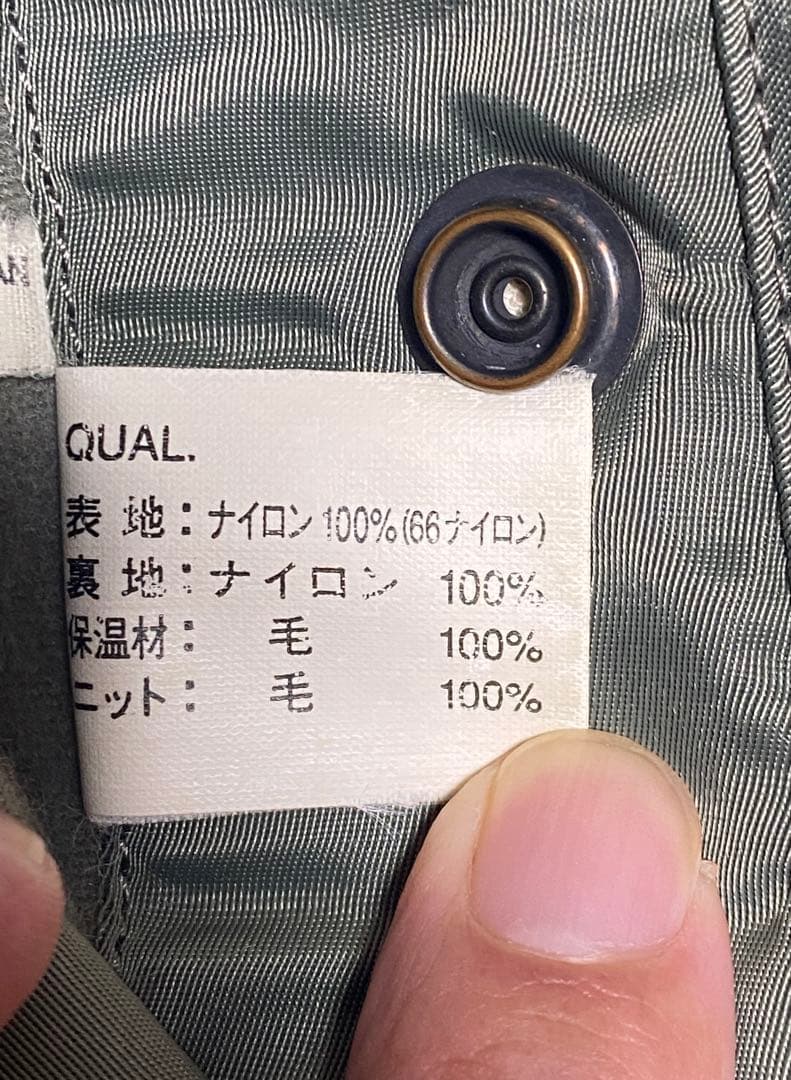 QUAL.
表地:ナイロン100%(66ナイロン)
裏地:ナイロン 100%
保温材: 毛 100%
ニット: 毛 100%